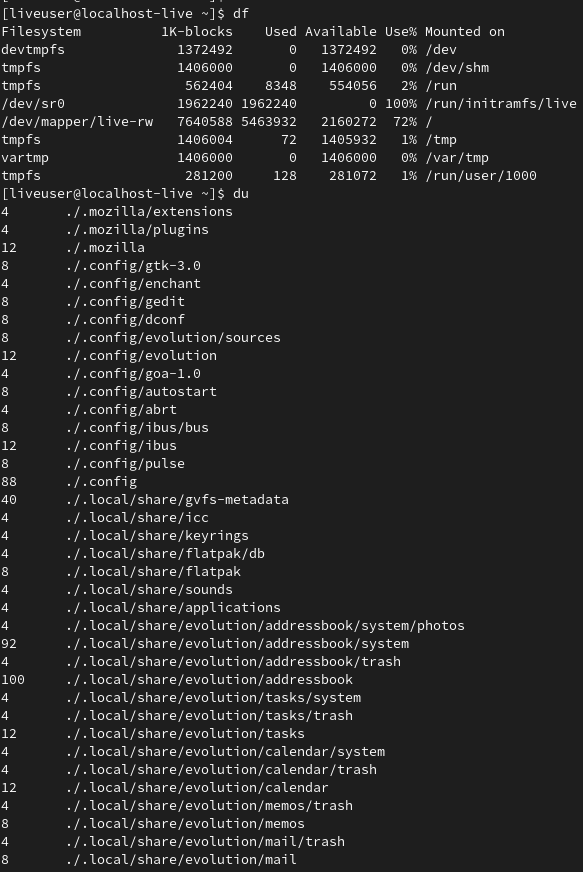 [liveuser@localhost-live ~]$ df
Filesystem          1K-blocks    Used Available Use% Mounted on
devtmpfs              1372492       0   1372492   0% /dev
tmpfs                 1406000       0   1406000   0% /dev/shm
tmpfs                  562404    8348    554056   2% /run
/dev/sr0              1962240 1962240         0 100% /run/initramfs/live
/dev/mapper/live-rw   7640588 5463932   2160272  72% /
tmpfs                 1406004      72   1405932   1% /tmp
vartmp                1406000       0   1406000   0% /var/tmp
tmpfs                  281200     128    281072   1% /run/user/1000
[liveuser@localhost-live ~]$ du
4       ./.mozilla/extensions
4       ./.mozilla/plugins
12      ./.mozilla
8       ./.config/gtk-3.0
4       ./.config/enchant
8       ./.config/gedit
8       ./.config/dconf
8       ./.config/evolution/sources
12      ./.config/evolution
4       ./.config/goa-1.0
8       ./.config/autostart
4       ./.config/abrt
8       ./.config/ibus/bus
12      ./.config/ibus
8       ./.config/pulse
88      ./.config
40      ./.local/share/gvfs-metadata
4       ./.local/share/icc
4       ./.local/share/keyrings
4       ./.local/share/flatpak/db
8       ./.local/share/flatpak
4       ./.local/share/sounds
4       ./.local/share/applications
4       ./.local/share/evolution/addressbook/system/photos
92      ./.local/share/evolution/addressbook/system
4       ./.local/share/evolution/addressbook/trash
100     ./.local/share/evolution/addressbook
4       ./.local/share/evolution/tasks/system
4       ./.local/share/evolution/tasks/trash
12      ./.local/share/evolution/tasks
4       ./.local/share/evolution/calendar/system
4       ./.local/share/evolution/calendar/trash
12      ./.local/share/evolution/calendar
4       ./.local/share/evolution/memos/trash
8       ./.local/share/evolution/memos
4       ./.local/share/evolution/mail/trash
8       ./.local/share/evolution/mail